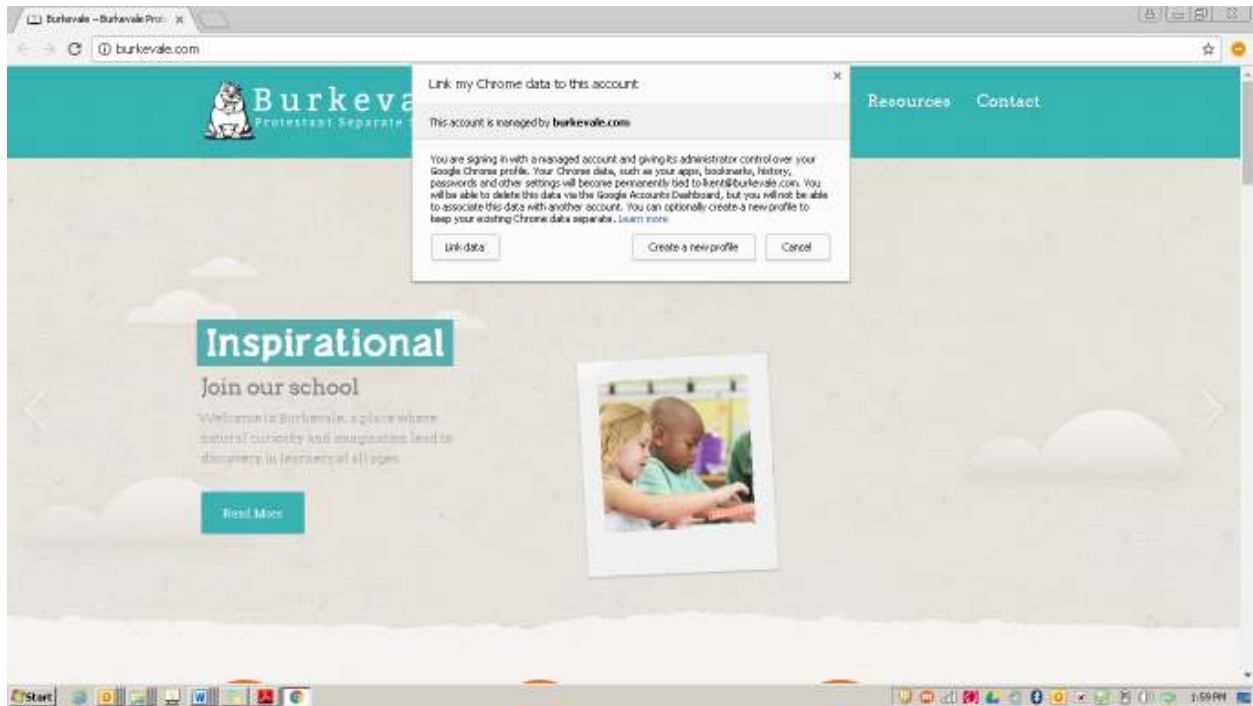 Burkevale – Burkevale Prot
burkevale.com
Burkeva
Protestant Separate
Resources Contact
Link my Chrome data to this account
This account is managed by burkevale.com
You are signing in with a managed account and giving its administrator control over your
Google Chrome profile. Your Chrome data, such as your apps, bookmarks, history,
passwords and other settings will become permanently tied to lkent@burkevale.com. You
will be able to delete this data via the Google Accounts Dashboard, but you will not be able
to associate this data with another account. You can optionally create a new profile to
keep your existing Chrome data separate. Learn more
Link data
Create a new profile
Cancel
Inspirational
Join our school
Welcome to Burkevale, a place where
natural curiosity and imagination lead to
discovery in learners of all ages
Read More
Start
1:59 PM